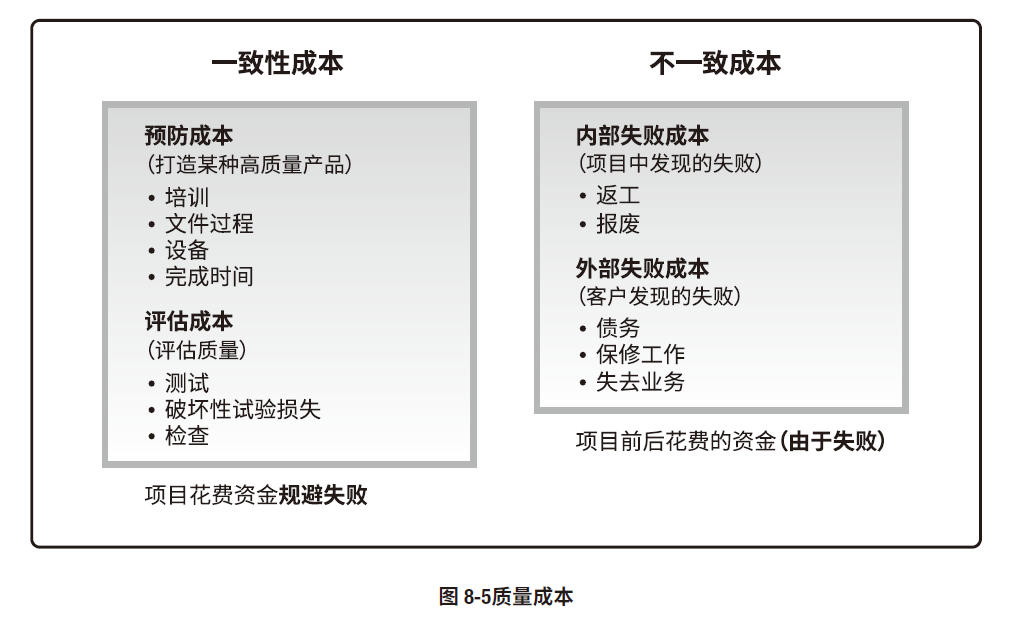 一致性成本
预防成本
（打造某种高质量产品）
• 培训
• 文件过程
• 设备
• 完成时间
评估成本
（评估质量）
• 测试
• 破坏性试验损失
• 检查
项目花费资金规避失败
不一致成本
内部失败成本
（项目中发现的失败）
• 返工
• 报废
外部失败成本
（客户发现的失败）
• 债务
• 保修工作
• 失去业务
项目前后花费的资金（由于失败）
图 8-5质量成本